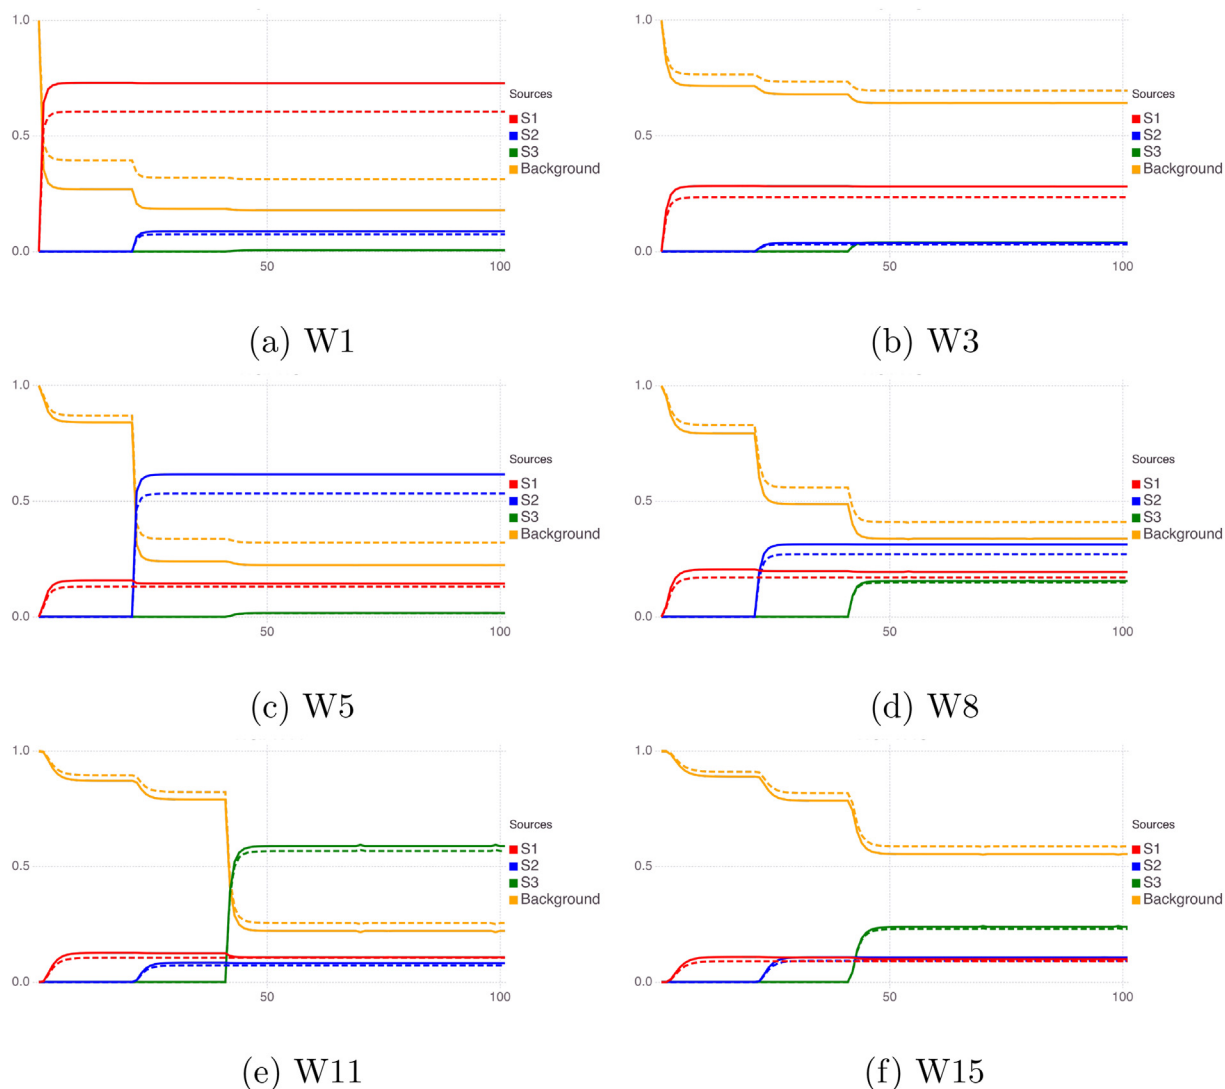 1.0
0.5
0.0
50
100
Sources
S1
S2
S3
Background
(a) W1
1.0
0.5
0.0
50
100
Sources
S1
S2
S3
Background
(b) W3
1.0
0.5
0.0
50
100
Sources
S1
S2
S3
Background
(c) W5
1.0
0.5
0.0
50
100
Sources
S1
S2
S3
Background
(d) W8
1.0
0.5
0.0
50
100
Sources
S1
S2
S3
Background
(e) W11
1.0
0.5
0.0
50
100
Sources
S1
S2
S3
Background
(f) W15